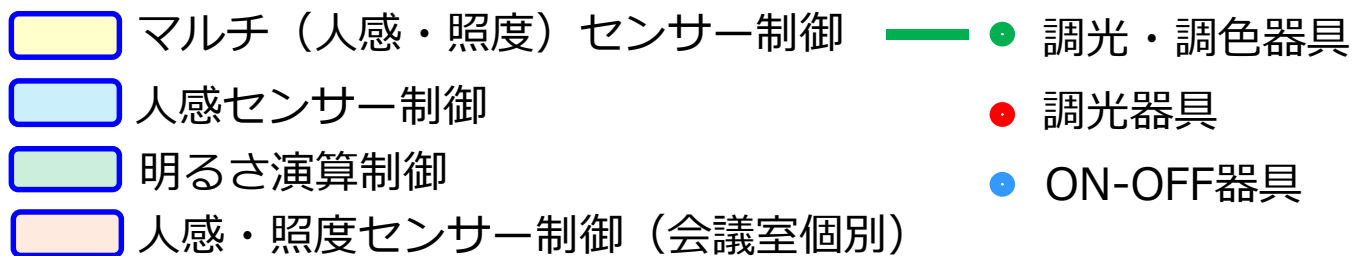 マルチ（人感・照度）センサー制御
人感センサー制御
明るさ演算制御
人感・照度センサー制御（会議室個別）
調光・調色器具
調光器具
ON-OFF器具